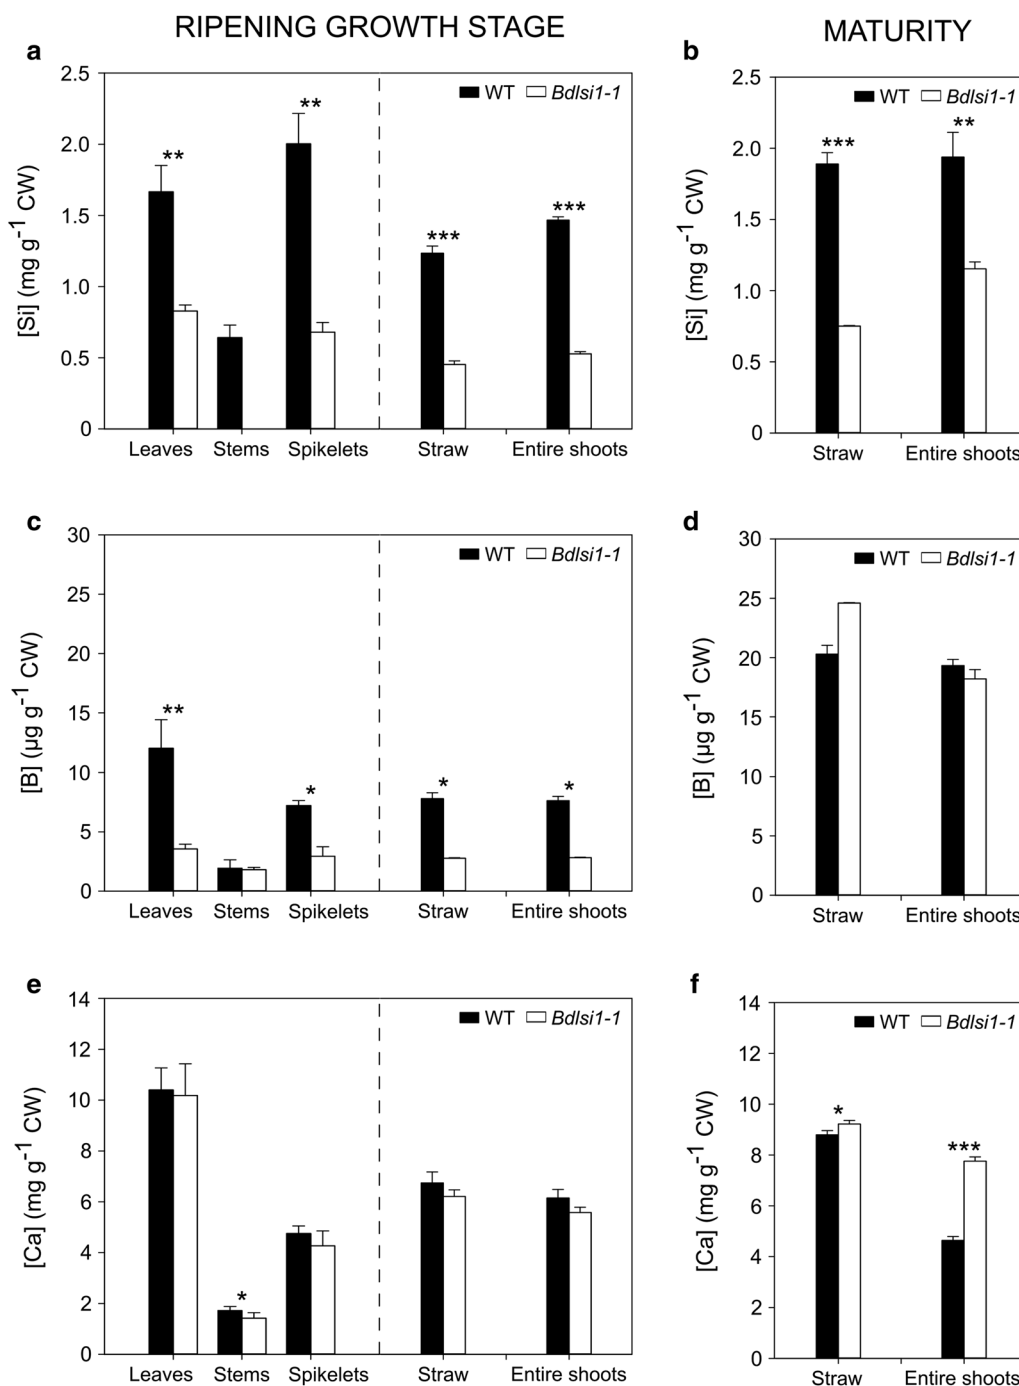 RIPENING GROWTH STAGE
MATURITY
a
[Si] (mg g⁻¹ CW)
2.5
2.0
1.5
1.0
0.5
0
WT Bdlsi1-1
**
**
***
***
Leaves Stems Spikelets Straw Entire shoots
b
[Si] (mg g⁻¹ CW)
2.5
2.0
1.5
1.0
0.5
0
WT Bdlsi1-1
***
**
Straw Entire shoots
c
[B] (µg g⁻¹ CW)
30
25
20
15
10
5
0
WT Bdlsi1-1
**
*
*
*
Leaves Stems Spikelets Straw Entire shoots
d
[B] (µg g⁻¹ CW)
30
25
20
15
10
5
0
WT Bdlsi1-1
Straw Entire shoots
e
[Ca] (mg g⁻¹ CW)
14
12
10
8
6
4
2
0
WT Bdlsi1-1
*
Leaves Stems Spikelets Straw Entire shoots
f
[Ca] (mg g⁻¹ CW)
14
12
10
8
6
4
2
0
WT Bdlsi1-1
*
***
Straw Entire shoots